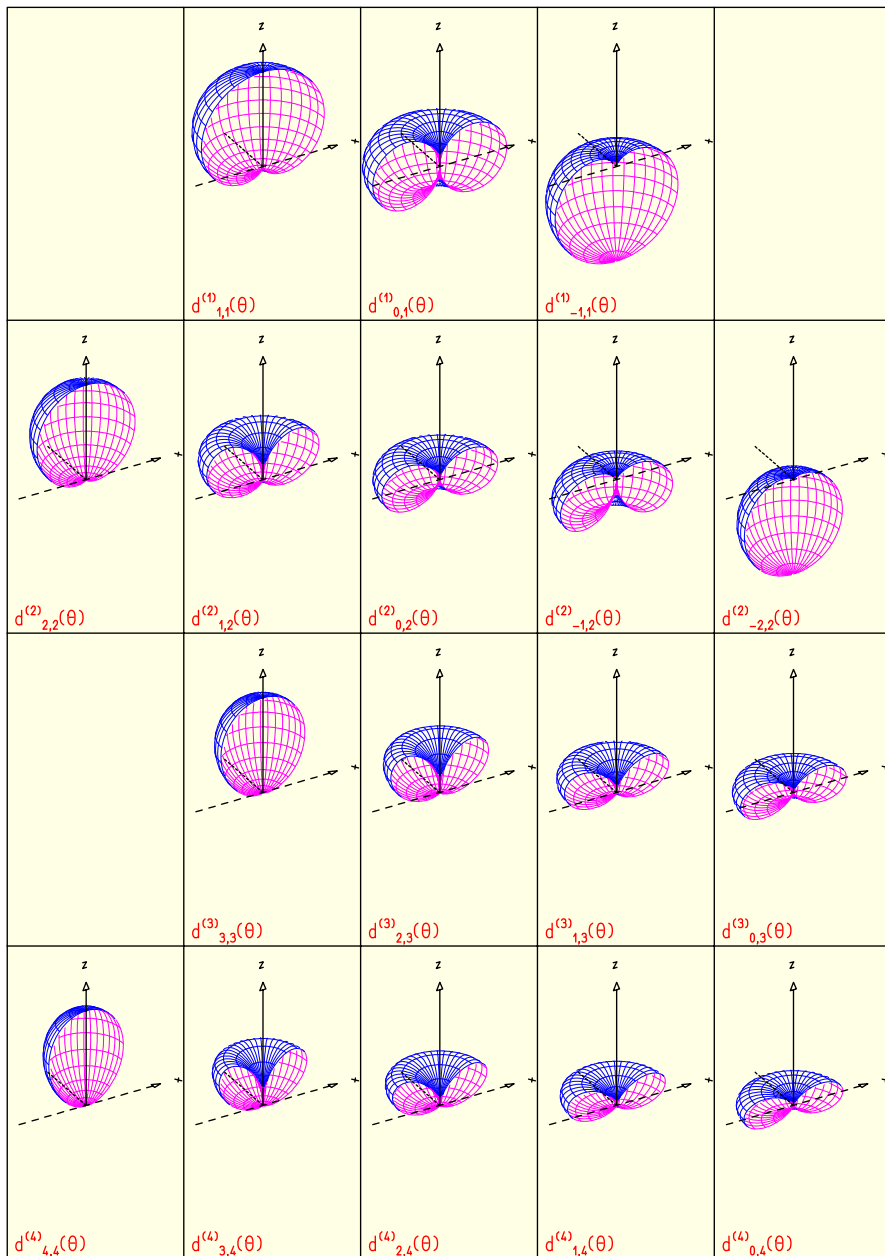 z z z
x x x
d⁽¹⁾₁,₁(θ) d⁽¹⁾₀,₁(θ) d⁽¹⁾₋₁,₁(θ)
z z z z z
x x x x
d⁽²⁾₂,₂(θ) d⁽²⁾₁,₂(θ) d⁽²⁾₀,₂(θ) d⁽²⁾₋₁,₂(θ) d⁽²⁾₋₂,₂(θ)
z z z z
x x x
d⁽³⁾₃,₃(θ) d⁽³⁾₂,₃(θ) d⁽³⁾₁,₃(θ) d⁽³⁾₀,₃(θ)
z z z z z
x x x x
d⁽⁴⁾₄,₄(θ) d⁽⁴⁾₃,₄(θ) d⁽⁴⁾₂,₄(θ) d⁽⁴⁾₁,₄(θ) d⁽⁴⁾₀,₄(θ)